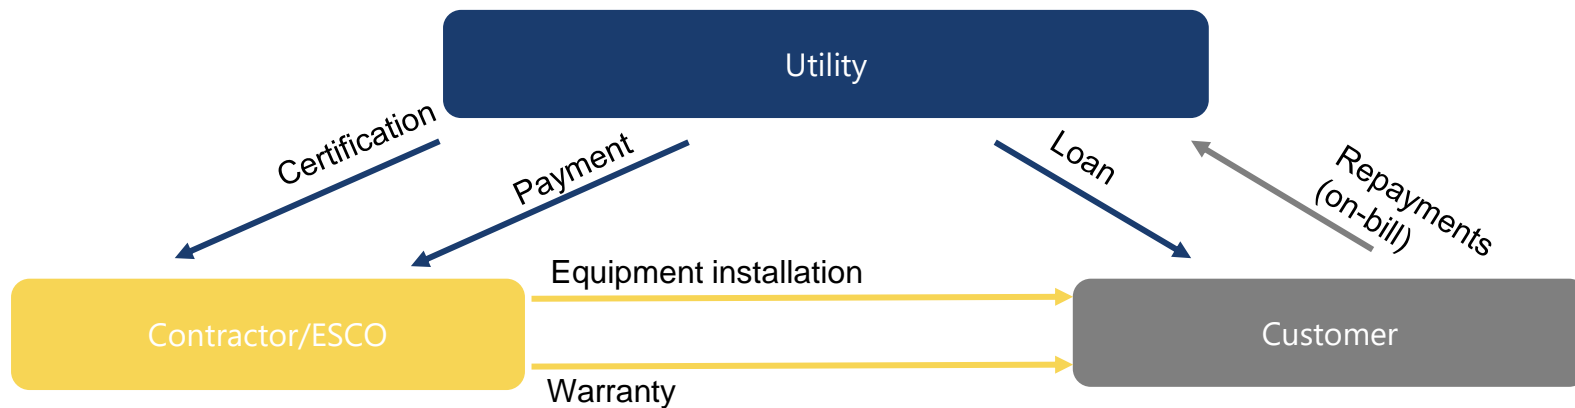 Utility
Certification
Payment
Loan
Repayments
(on-bill)
Equipment installation
Contractor/ESCO
Customer
Warranty